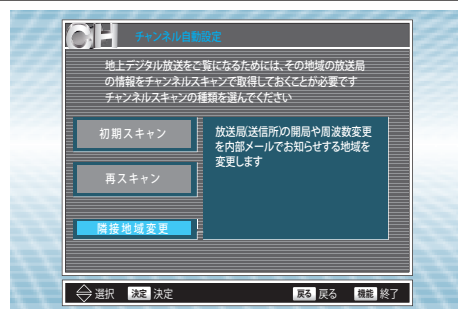 CH チャンネル自動設定
地上デジタル放送をご覧になるためには、その地域の放送局
の情報をチャンネルスキャンで取得しておくことが必要です
チャンネルスキャンの種類を選んでください
初期スキャン
再スキャン
隣接地域変更
放送局(送信所)の開局や周波数変更
を内部メールでお知らせする地域を
変更します
選択 決定 決定 戻る 戻る 機能 終了